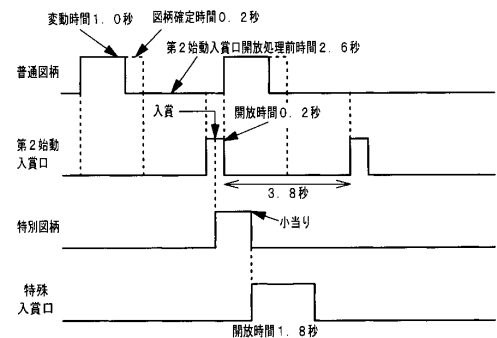 変動時間1．0秒
図柄確定時間0．2秒
第2始動入賞口開放処理前時間2．6秒
普通図柄
入賞
開放時間0．2秒
第2始動
入賞口
3．8秒
小当り
特別図柄
特殊
入賞口
開放時間1．8秒